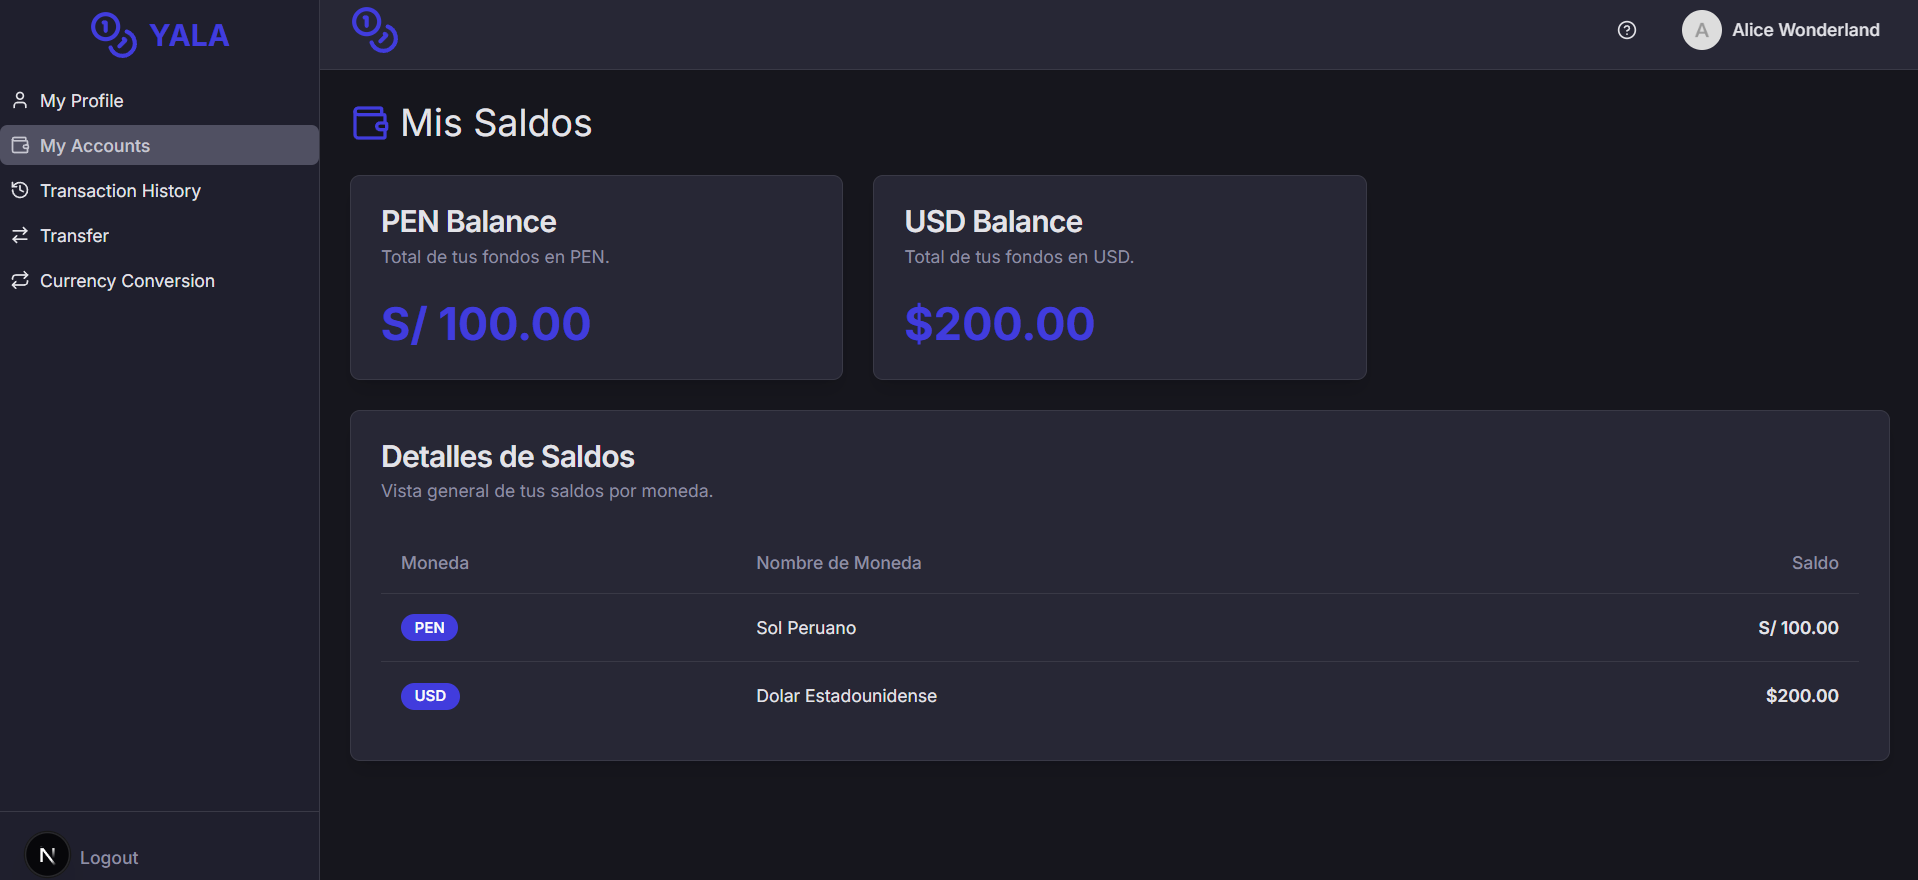 YALA
My Profile
My Accounts
Transaction History
Transfer
Currency Conversion
N
Logout
A
Alice Wonderland
Mis Saldos
PEN Balance
Total de tus fondos en PEN.
S/ 100.00
USD Balance
Total de tus fondos en USD.
$200.00
Detalles de Saldos
Vista general de tus saldos por moneda.
Moneda Nombre de Moneda Saldo
PEN Sol Peruano S/ 100.00
USD Dolar Estadounidense $200.00